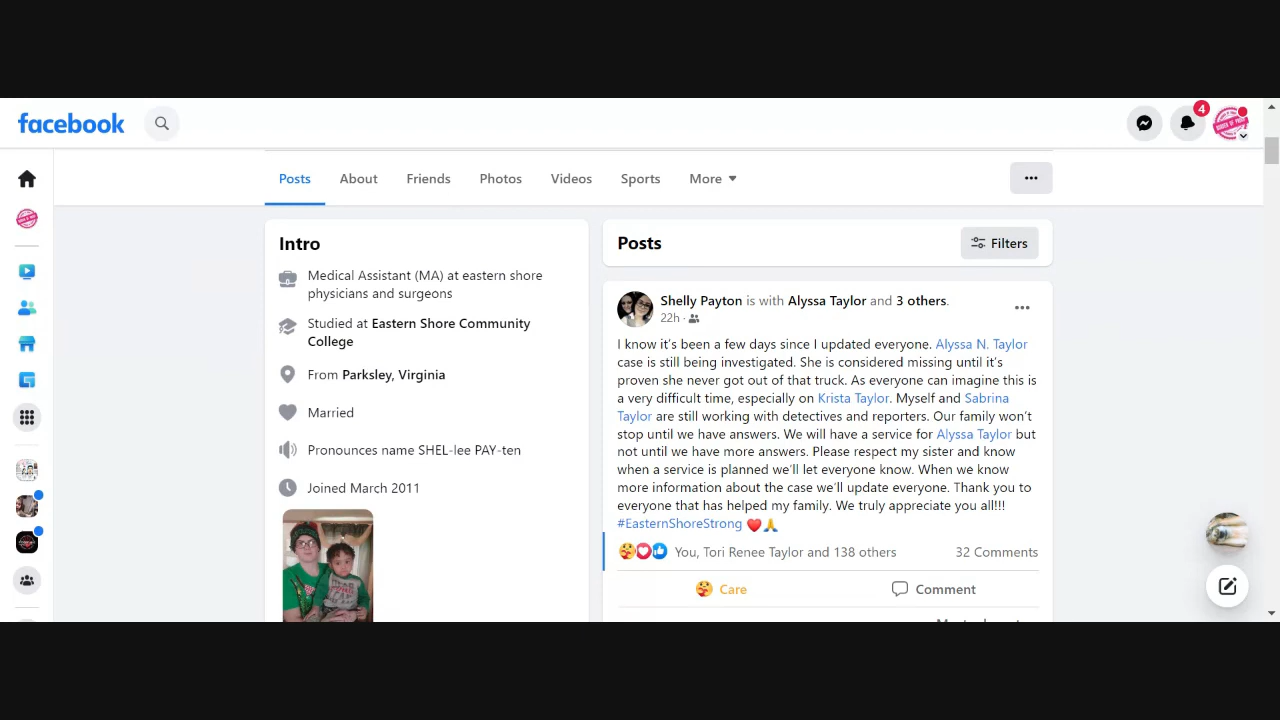 facebook
4
Posts
About
Friends
Photos
Videos
Sports
More
Intro
Medical Assistant (MA) at eastern shore
physicians and surgeons
Studied at Eastern Shore Community
College
From Parksley, Virginia
Married
Pronounces name SHEL-lee PAY-ten
Joined March 2011
Posts
Filters
Shelly Payton is with Alyssa Taylor and 3 others.
22h ·
I know it's been a few days since I updated everyone. Alyssa N. Taylor
case is still being investigated. She is considered missing until it's
proven she never got out of that truck. As everyone can imagine this is
a very difficult time, especially on Krista Taylor. Myself and Sabrina
Taylor are still working with detectives and reporters. Our family won't
stop until we have answers. We will have a service for Alyssa Taylor but
not until we have more answers. Please respect my sister and know
when a service is planned we'll let everyone know. When we know
more information about the case we'll update everyone. Thank you to
everyone that has helped my family. We truly appreciate you all!!!
#EasternShoreStrong ❤️🙏
You, Tori Renee Taylor and 138 others
32 Comments
Care
Comment